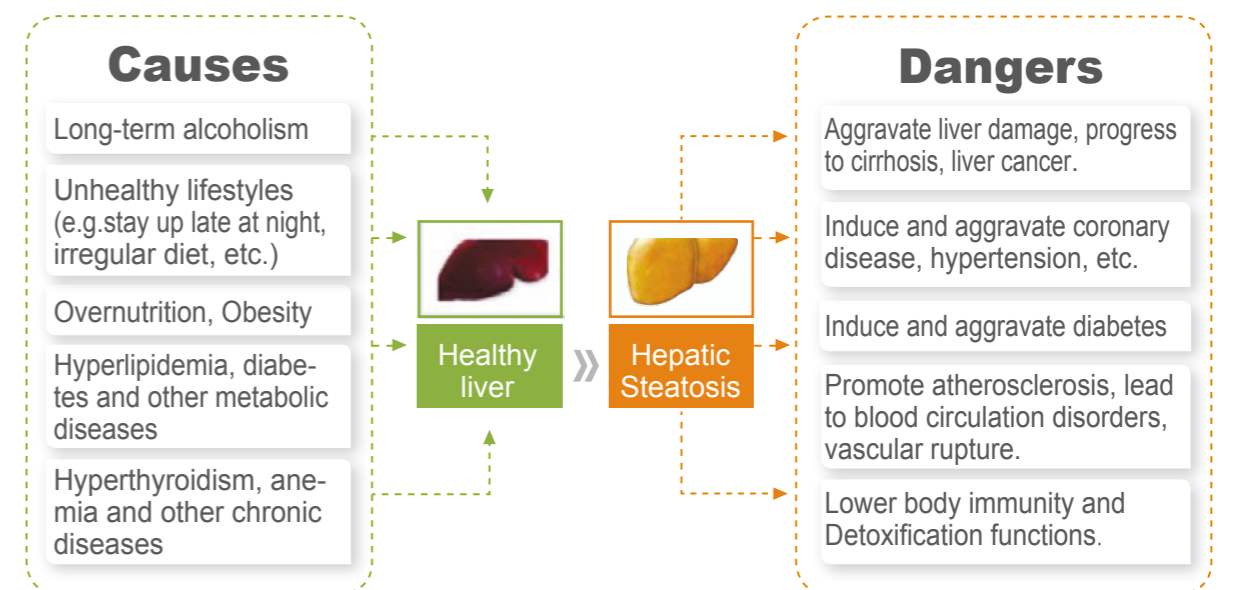 Causes
Long-term alcoholism
Unhealthy lifestyles
(e.g.stay up late at night,
irregular diet, etc.)
Overnutrition, Obesity
Hyperlipidemia, diabe-
tes and other metabolic
diseases
Hyperthyroidism, ane-
mia and other chronic
diseases
Healthy
liver
»
Hepatic
Steatosis
Dangers
Aggravate liver damage, progress
to cirrhosis, liver cancer.
Induce and aggravate coronary
disease, hypertension, etc.
Induce and aggravate diabetes
Promote atherosclerosis, lead
to blood circulation disorders,
vascular rupture.
Lower body immunity and
Detoxification functions.